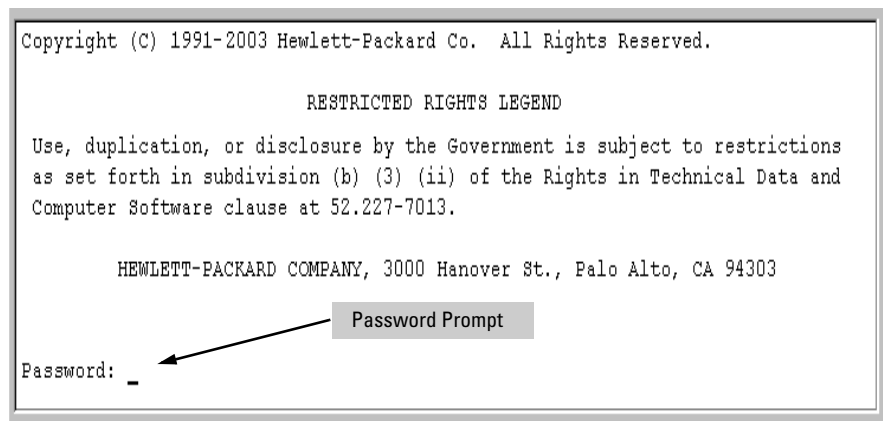 Copyright (C) 1991-2003 Hewlett-Packard Co.  All Rights Reserved.
RESTRICTED RIGHTS LEGEND
Use, duplication, or disclosure by the Government is subject to restrictions
as set forth in subdivision (b) (3) (ii) of the Rights in Technical Data and
Computer Software clause at 52.227-7013.
HEWLETT-PACKARD COMPANY, 3000 Hanover St., Palo Alto, CA 94303
Password Prompt
Password: _